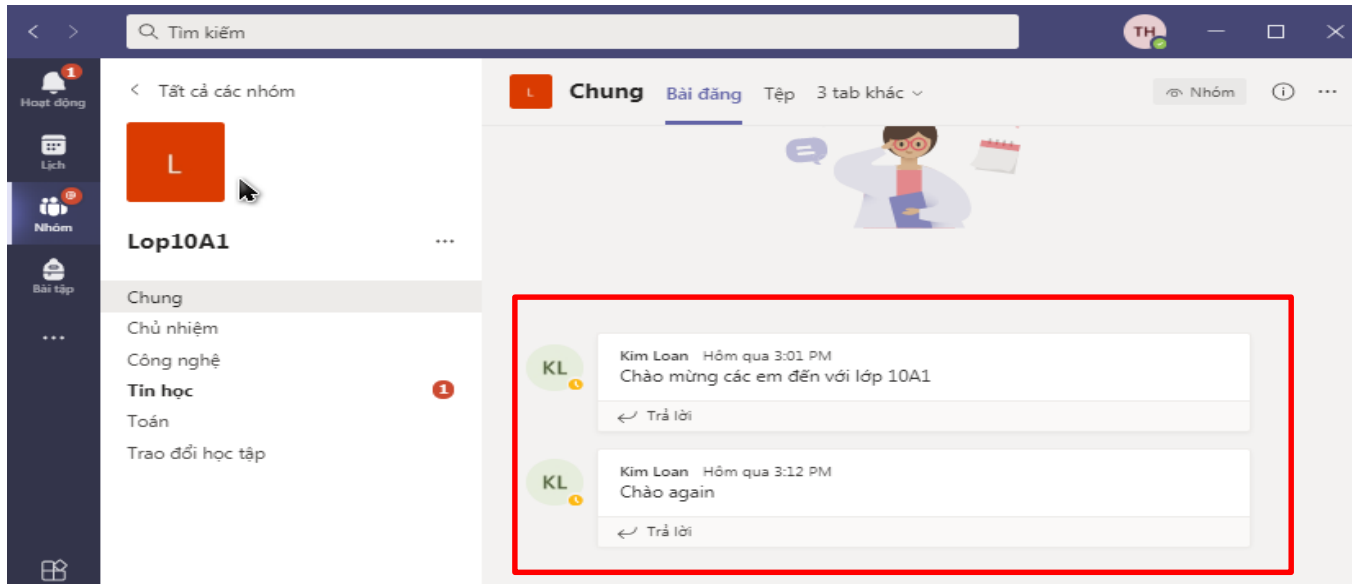 Tìm kiếm
TH
1
Hoạt động
Lịch
@
Nhóm
Bài tập
Tất cả các nhóm
L
Lop10A1
Chung
Chủ nhiệm
Công nghệ
Tin học 1
Toán
Trao đổi học tập
L Chung Bài đăng Tệp 3 tab khác Nhóm
KL
Kim Loan Hôm qua 3:01 PM
Chào mừng các em đến với lớp 10A1
Trả lời
KL
Kim Loan Hôm qua 3:12 PM
Chào again
Trả lời